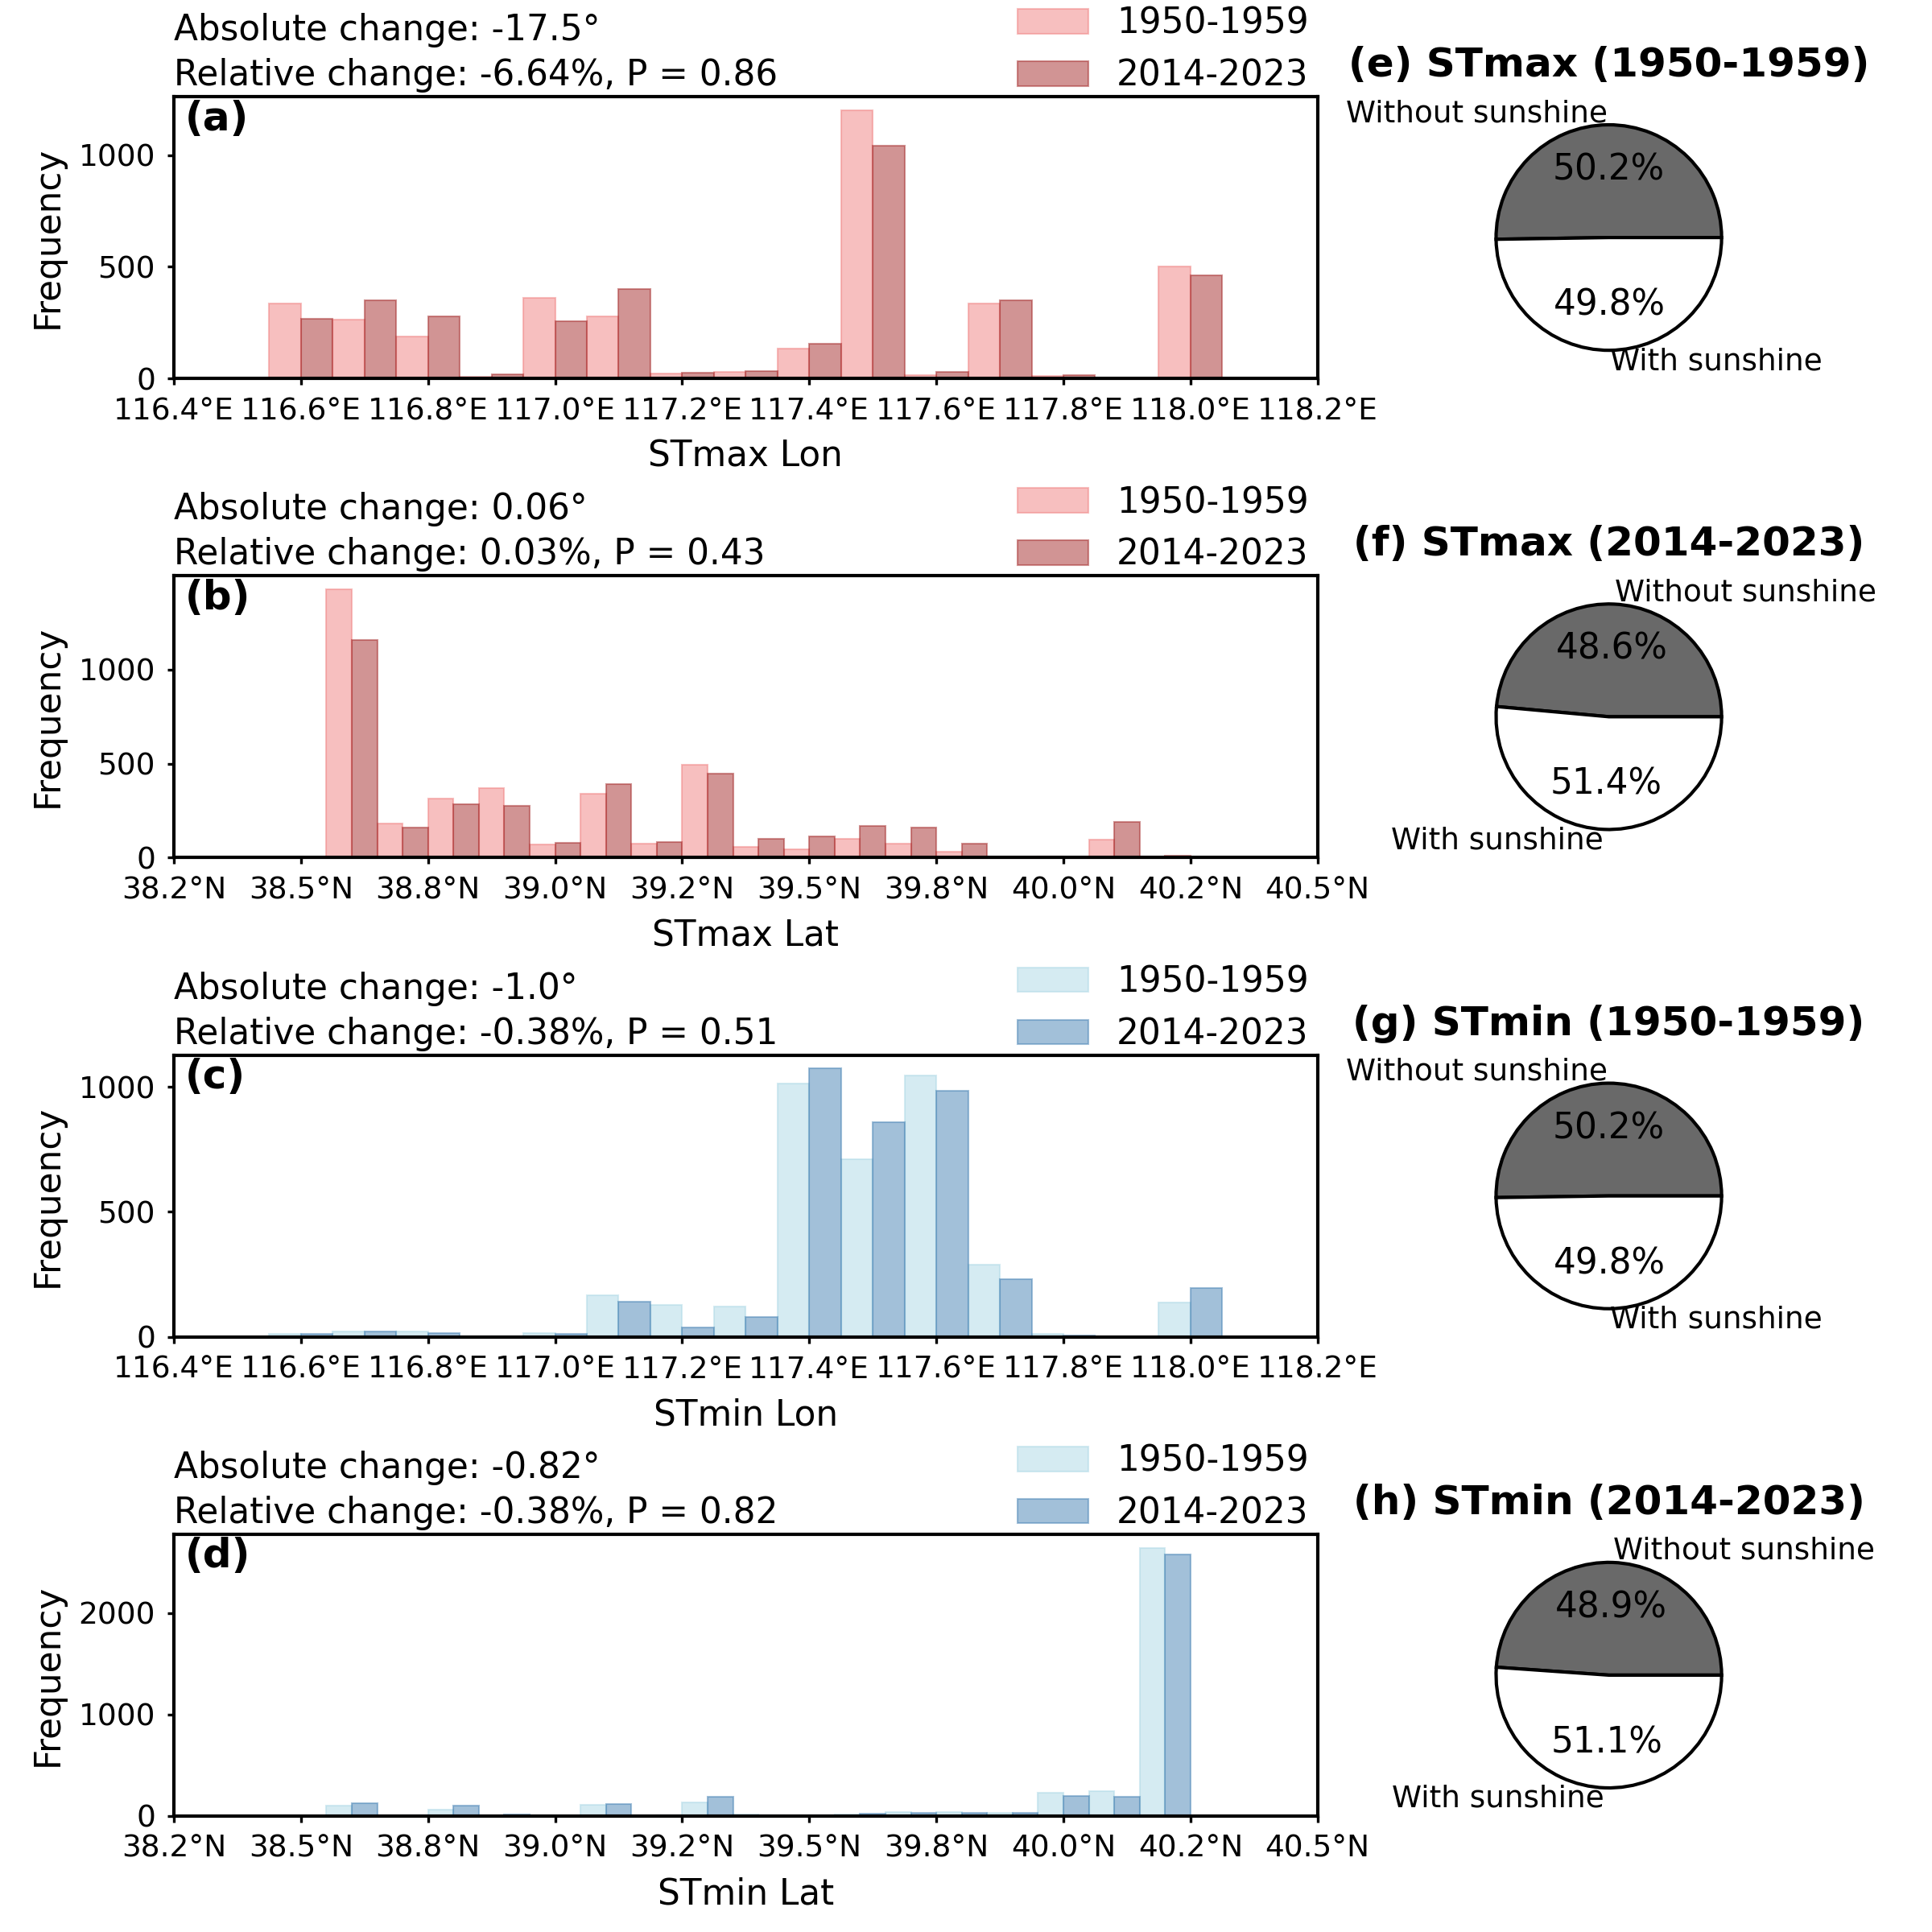 Absolute change: -17.5°
Relative change: -6.64%, P = 0.86
1950-1959
2014-2023
(a)
Frequency
1000
500
0
116.4°E 116.6°E 116.8°E 117.0°E 117.2°E 117.4°E 117.6°E 117.8°E 118.0°E 118.2°E
STmax Lon
(e) STmax (1950-1959)
Without sunshine
50.2%
49.8%
With sunshine
Absolute change: 0.06°
Relative change: 0.03%, P = 0.43
1950-1959
2014-2023
(b)
Frequency
1000
500
0
38.2°N 38.5°N 38.8°N 39.0°N 39.2°N 39.5°N 39.8°N 40.0°N 40.2°N 40.5°N
STmax Lat
(f) STmax (2014-2023)
Without sunshine
48.6%
51.4%
With sunshine
Absolute change: -1.0°
Relative change: -0.38%, P = 0.51
1950-1959
2014-2023
(c)
Frequency
1000
500
0
116.4°E 116.6°E 116.8°E 117.0°E 117.2°E 117.4°E 117.6°E 117.8°E 118.0°E 118.2°E
STmin Lon
(g) STmin (1950-1959)
Without sunshine
50.2%
49.8%
With sunshine
Absolute change: -0.82°
Relative change: -0.38%, P = 0.82
1950-1959
2014-2023
(d)
Frequency
2000
1000
0
38.2°N 38.5°N 38.8°N 39.0°N 39.2°N 39.5°N 39.8°N 40.0°N 40.2°N 40.5°N
STmin Lat
(h) STmin (2014-2023)
Without sunshine
48.9%
51.1%
With sunshine